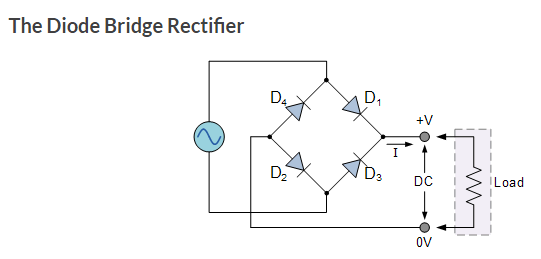 The Diode Bridge Rectifier
D₄
D₁
+V
I
D₂
D₃
DC
Load
0V